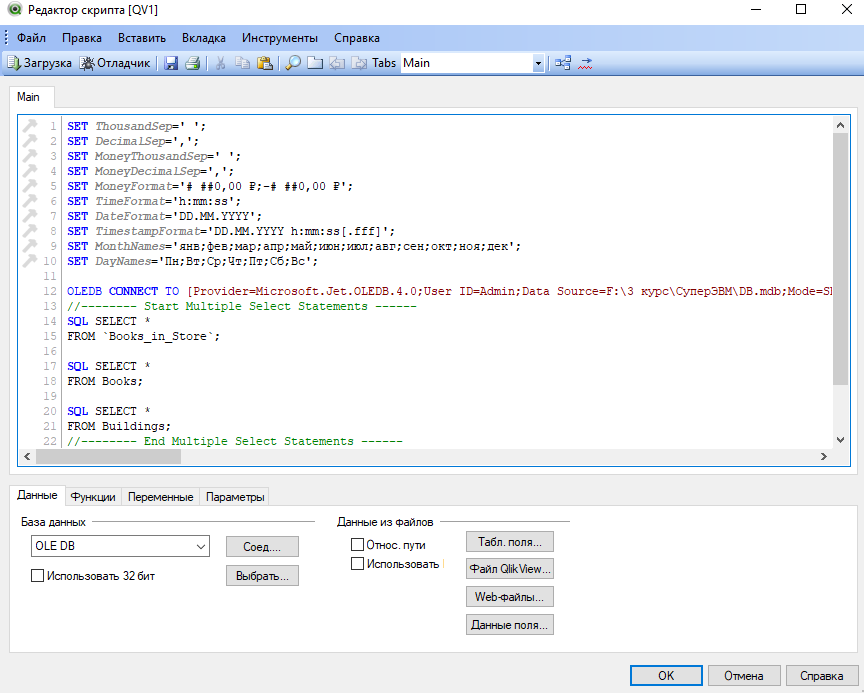 Редактор скрипта [QV1]
Файл Правка Вставить Вкладка Инструменты Справка
Загрузка Отладчик Tabs Main
Main
1 SET ThousandSep=' ';
2 SET DecimalSep=',';
3 SET MoneyThousandSep=' ';
4 SET MoneyDecimalSep=',';
5 SET MoneyFormat='# ##0,00 ₽;-# ##0,00 ₽';
6 SET TimeFormat='h:mm:ss';
7 SET DateFormat='DD.MM.YYYY';
8 SET TimestampFormat='DD.MM.YYYY h:mm:ss[.fff]';
9 SET MonthNames='янв;фев;мар;апр;май;июн;июл;авг;сен;окт;ноя;дек';
10 SET DayNames='Пн;Вт;Ср;Чт;Пт;Сб;Вс';
11
12 OLEDB CONNECT TO [Provider=Microsoft.Jet.OLEDB.4.0;User ID=Admin;Data Source=F:\3 курс\СуперЭВМ\DB.mdb;Mode=S
13 //-------- Start Multiple Select Statements ------
14 SQL SELECT *
15 FROM `Books_in_Store`;
16
17 SQL SELECT *
18 FROM Books;
19
20 SQL SELECT *
21 FROM Buildings;
22 //-------- End Multiple Select Statements ------
Данные Функции Переменные Параметры
База данных Данные из файлов
OLE DB Соед.... Относ. пути Табл. поля...
Использовать 32 бит Выбрать... Использовать Файл QlikView...
Web-файлы...
Данные поля...
OK Отмена Справка